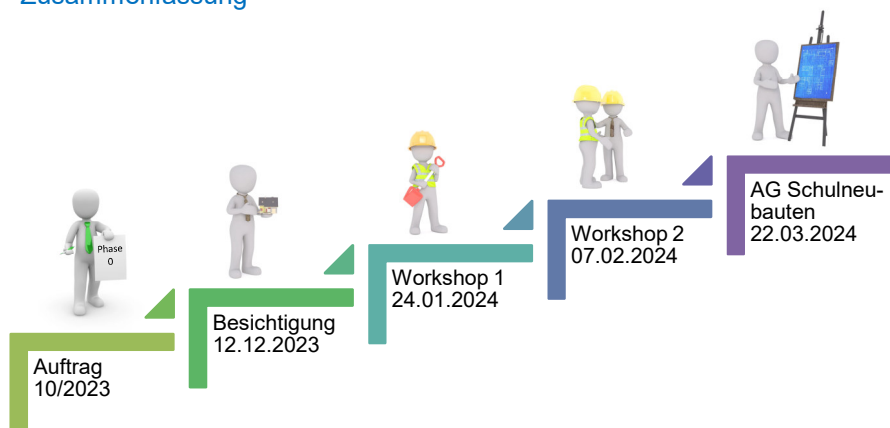 Zusammenfassung
Phase
0
Auftrag
10/2023
Besichtigung
12.12.2023
Workshop 1
24.01.2024
Workshop 2
07.02.2024
AG Schulneu-
bauten
22.03.2024